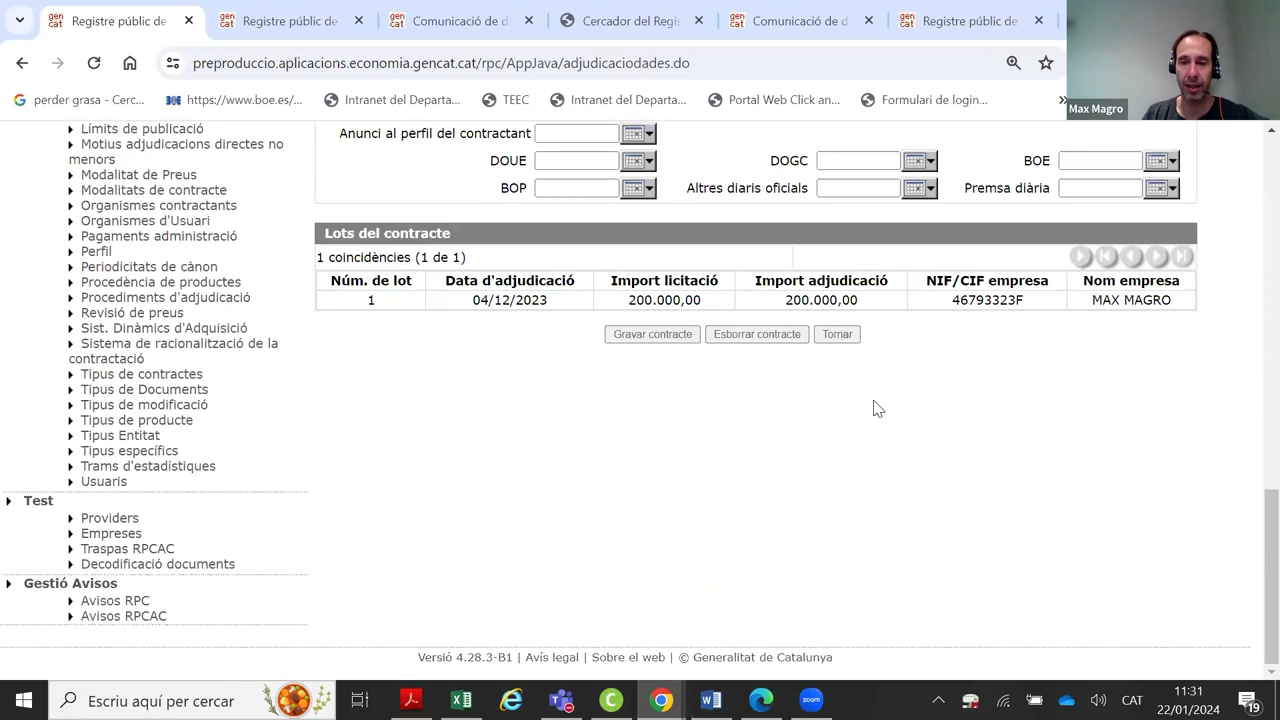 Registre públic de
Registre públic de
Comunicació de d
Cercador del Regis
Comunicació de d
Registre públic de
preproduccio.aplicacions.economia.gencat.cat/rpc/AppJava/adjudicaciodades.do
perder grasa - Cerc...
https://www.boe.es/...
Intranet del Departa...
TEEC
Intranet del Departa...
Portal Web Click an...
Formulari de login...
Max Magro
Límits de publicació
Motius adjudicacions directes no
menors
Modalitat de Preus
Modalitats de contracte
Organismes contractants
Organismes d'Usuari
Pagaments administració
Perfil
Periodicitats de cànon
Procedència de productes
Procediments d'adjudicació
Revisió de preus
Sist. Dinàmics d'Adquisició
Sistema de racionalització de la
contractació
Tipus de contractes
Tipus de Documents
Tipus de modificació
Tipus de producte
Tipus Entitat
Tipus específics
Trams d'estadístiques
Usuaris
Test
Providers
Empreses
Traspas RPCAC
Decodificació documents
Gestió Avisos
Avisos RPC
Avisos RPCAC
Anunci al perfil del contractant
DOUE DOGC BOE
BOP Altres diaris oficials Premsa diària
Lots del contracte
1 coincidències (1 de 1)
Núm. de lot Data d'adjudicació Import licitació Import adjudicació NIF/CIF empresa Nom empresa
1 04/12/2023 200.000,00 200.000,00 46793323F MAX MAGRO
Gravar contracte Esborrar contracte Tornar
Versió 4.28.3-B1 | Avís legal | Sobre el web | © Generalitat de Catalunya
Escriu aquí per cercar
CAT
11:31
22/01/2024
19